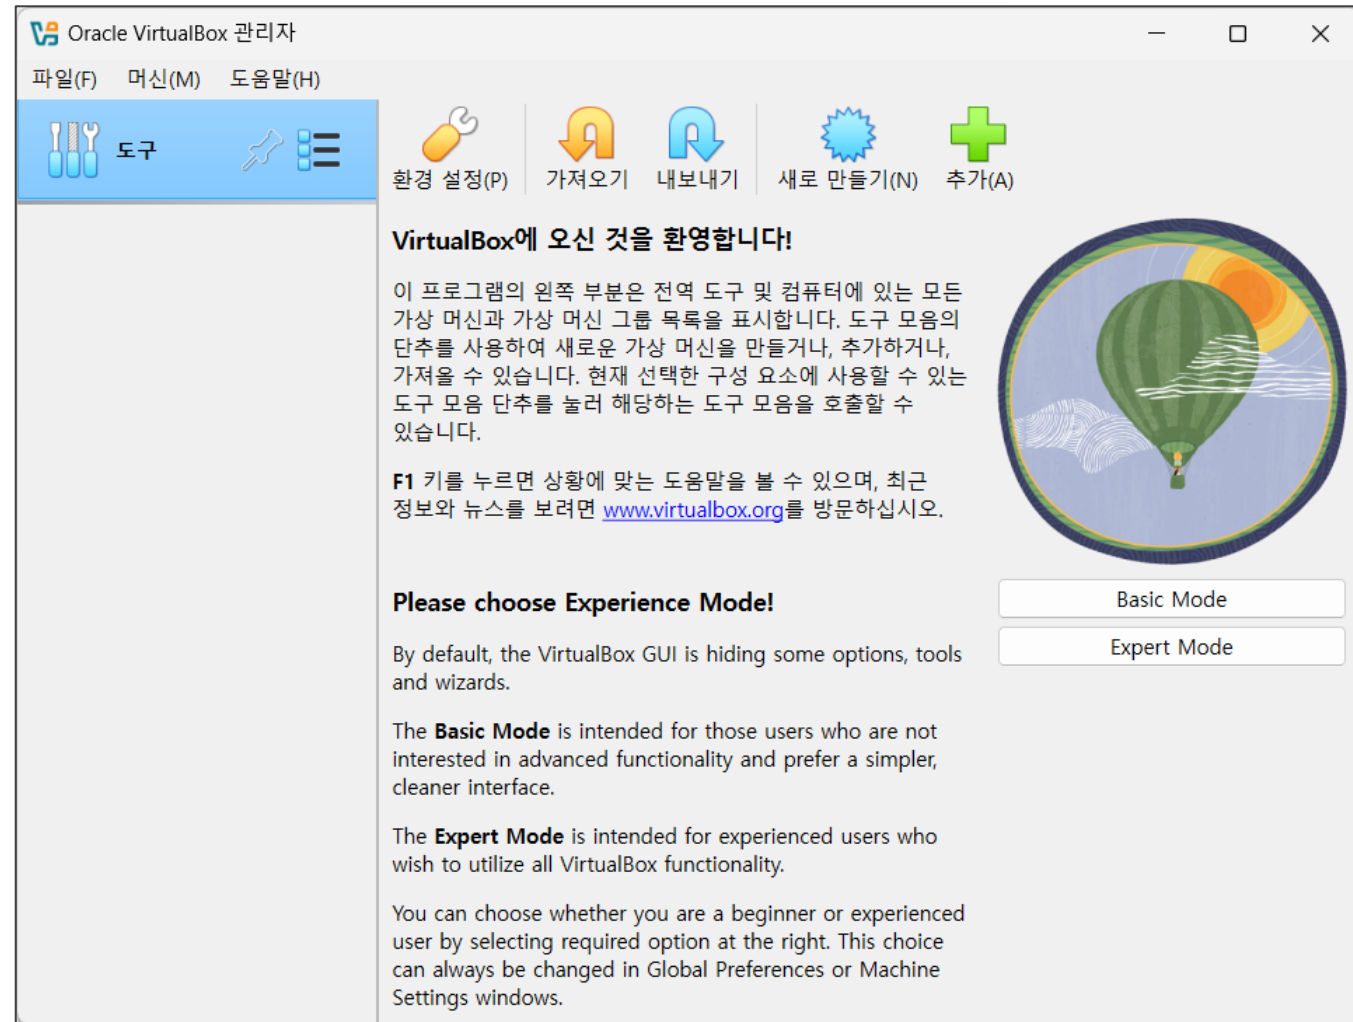 Oracle VirtualBox 관리자
파일(F) 머신(M) 도움말(H)
도구
환경 설정(P) 가져오기 내보내기 새로 만들기(N) 추가(A)
VirtualBox에 오신 것을 환영합니다!
이 프로그램의 왼쪽 부분은 전역 도구 및 컴퓨터에 있는 모든
가상 머신과 가상 머신 그룹 목록을 표시합니다. 도구 모음의
단추를 사용하여 새로운 가상 머신을 만들거나, 추가하거나,
가져올 수 있습니다. 현재 선택한 구성 요소에 사용할 수 있는
도구 모음 단추를 눌러 해당하는 도구 모음을 호출할 수
있습니다.
F1 키를 누르면 상황에 맞는 도움말을 볼 수 있으며, 최근
정보와 뉴스를 보려면 www.virtualbox.org를 방문하십시오.
Please choose Experience Mode!
By default, the VirtualBox GUI is hiding some options, tools
and wizards.
The Basic Mode is intended for those users who are not
interested in advanced functionality and prefer a simpler,
cleaner interface.
The Expert Mode is intended for experienced users who
wish to utilize all VirtualBox functionality.
You can choose whether you are a beginner or experienced
user by selecting required option at the right. This choice
can always be changed in Global Preferences or Machine
Settings windows.
Basic Mode
Expert Mode